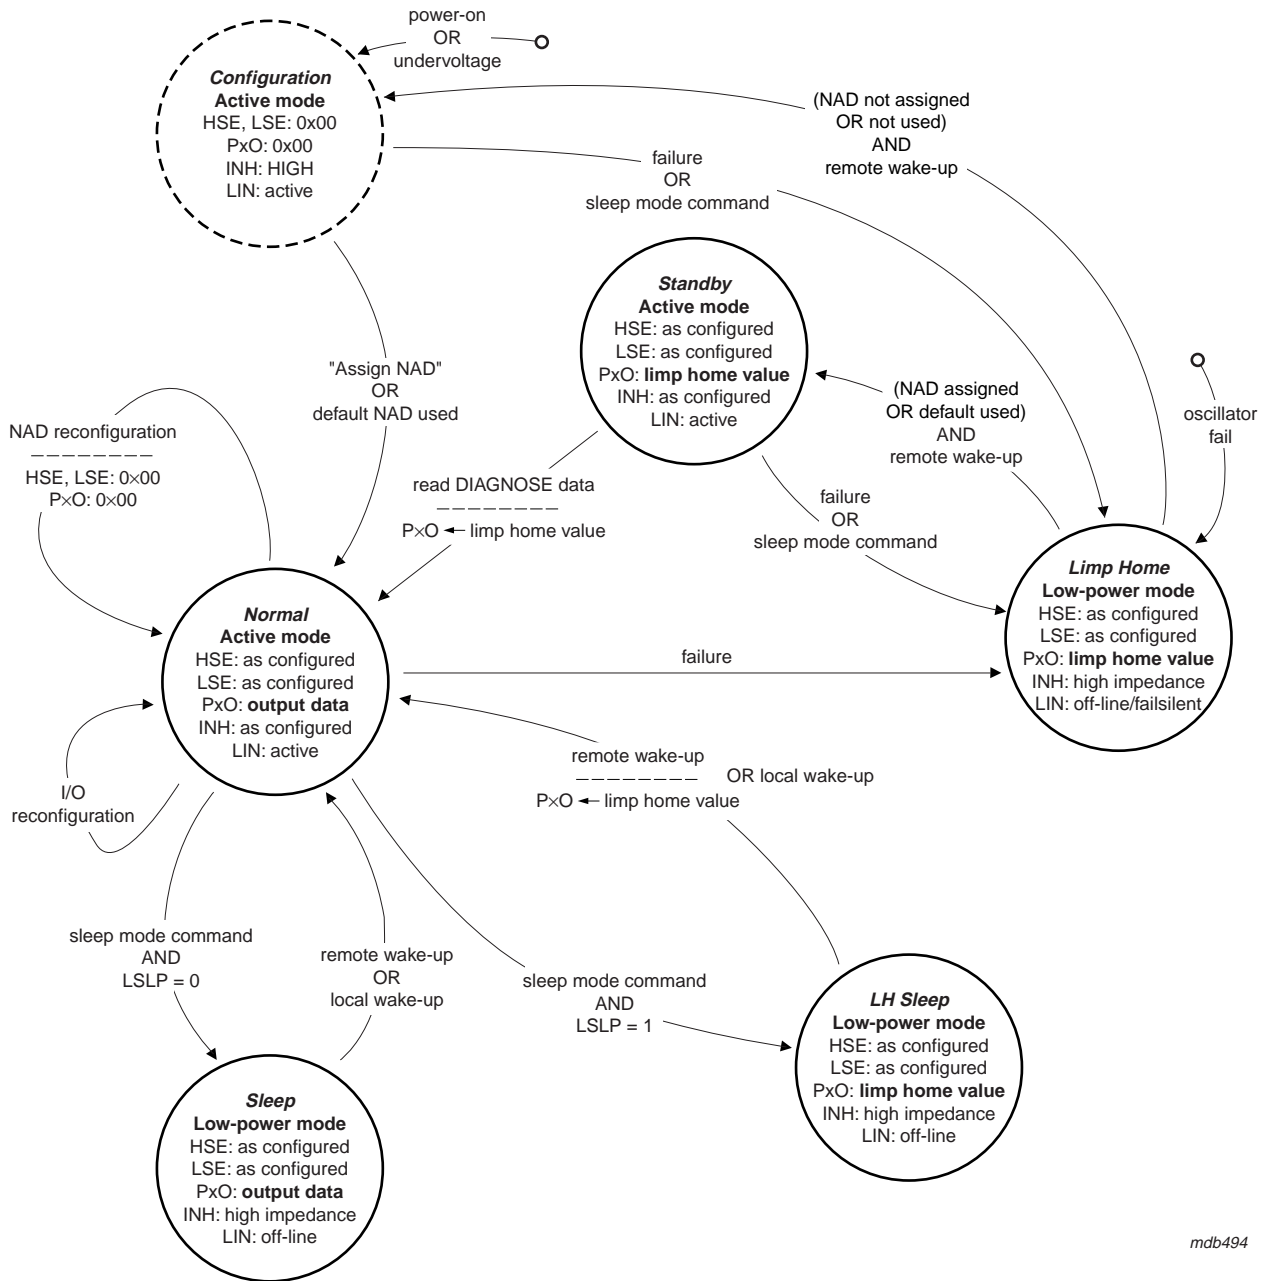 power-on
OR
undervoltage
Configuration
Active mode
HSE, LSE: 0x00
PxO: 0x00
INH: HIGH
LIN: active
(NAD not assigned
OR not used)
AND
remote wake-up
failure
OR
sleep mode command
Standby
Active mode
HSE: as configured
LSE: as configured
PxO: limp home value
INH: as configured
LIN: active
"Assign NAD"
OR
default NAD used
(NAD assigned
OR default used)
AND
remote wake-up
oscillator
fail
NAD reconfiguration
HSE, LSE: 0×00
P×O: 0×00
read DIAGNOSE data
P×O ← limp home value
failure
OR
sleep mode command
Limp Home
Low-power mode
HSE: as configured
LSE: as configured
PxO: limp home value
INH: high impedance
LIN: off-line/failsilent
Normal
Active mode
HSE: as configured
LSE: as configured
PxO: output data
INH: as configured
LIN: active
failure
remote wake-up
OR local wake-up
P×O ← limp home value
I/O
reconfiguration
sleep mode command
AND
LSLP = 0
remote wake-up
OR
local wake-up
sleep mode command
AND
LSLP = 1
LH Sleep
Low-power mode
HSE: as configured
LSE: as configured
PxO: limp home value
INH: high impedance
LIN: off-line
Sleep
Low-power mode
HSE: as configured
LSE: as configured
PxO: output data
INH: high impedance
LIN: off-line
mdb494